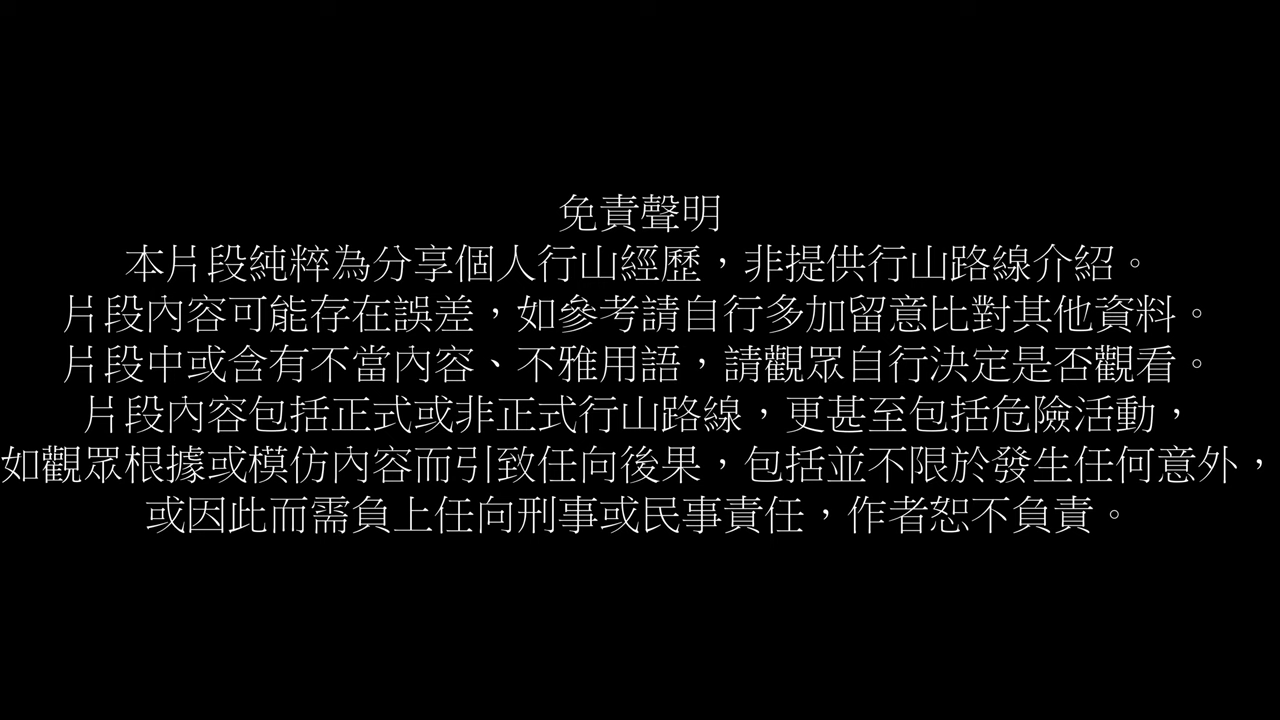 免責聲明
本片段純粹為分享個人行山經歷，非提供行山路線介紹。
片段內容可能存在誤差，如參考請自行多加留意比對其他資料。
片段中或含有不當內容、不雅用語，請觀眾自行決定是否觀看。
片段內容包括正式或非正式行山路線，更甚至包括危險活動，
如觀眾根據或模仿內容而引致任向後果，包括並不限於發生任何意外，
或因此而需負上任向刑事或民事責任，作者恕不負責。